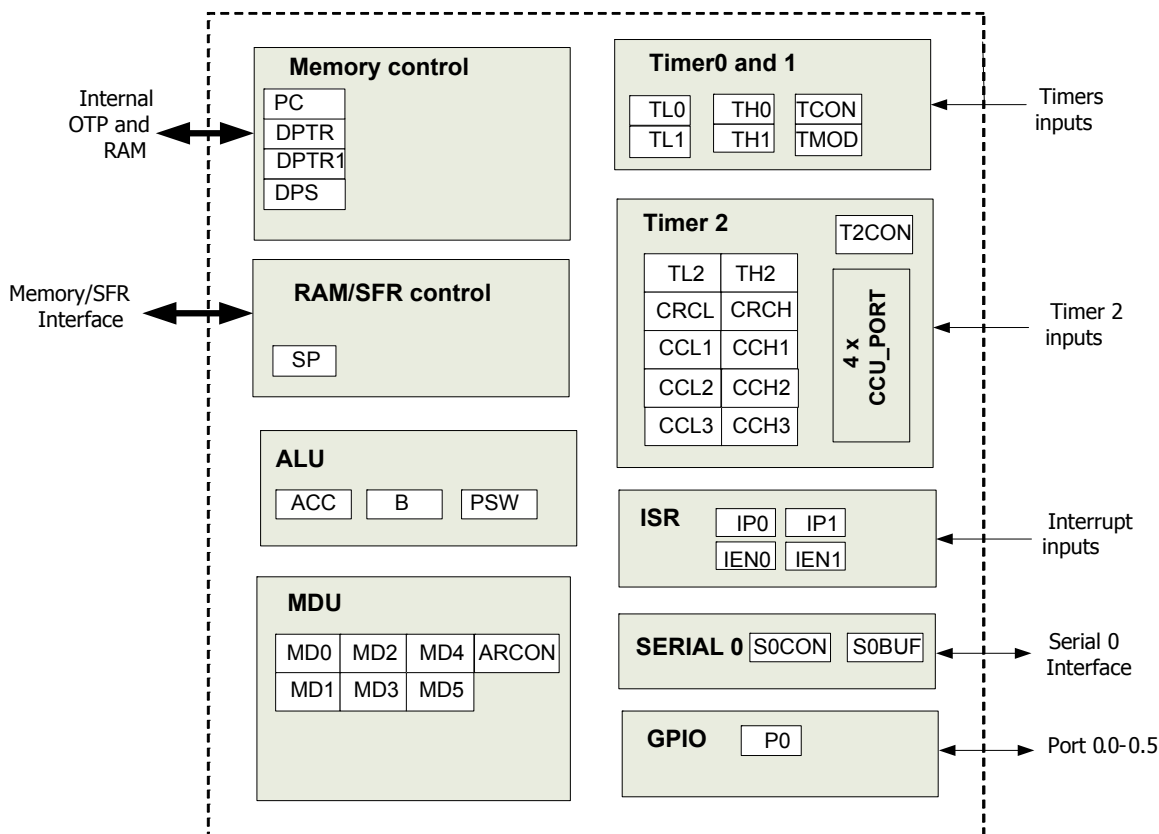 Memory control
PC
DPTR
DPTR1
DPS
Internal
OTP and
RAM
RAM/SFR control
SP
Memory/SFR
Interface
ALU
ACC B PSW
MDU
MD0 MD2 MD4 ARCON
MD1 MD3 MD5
Timer0 and 1
TL0 TH0 TCON
TL1 TH1 TMOD
Timers
inputs
Timer 2
T2CON
TL2 TH2
CRCL CRCH
CCL1 CCH1
CCL2 CCH2
CCL3 CCH3
4 x
CCU_PORT
Timer 2
inputs
ISR
IP0 IP1
IEN0 IEN1
Interrupt
inputs
SERIAL 0 S0CON S0BUF
Serial 0
Interface
GPIO P0
Port 0.0-0.5